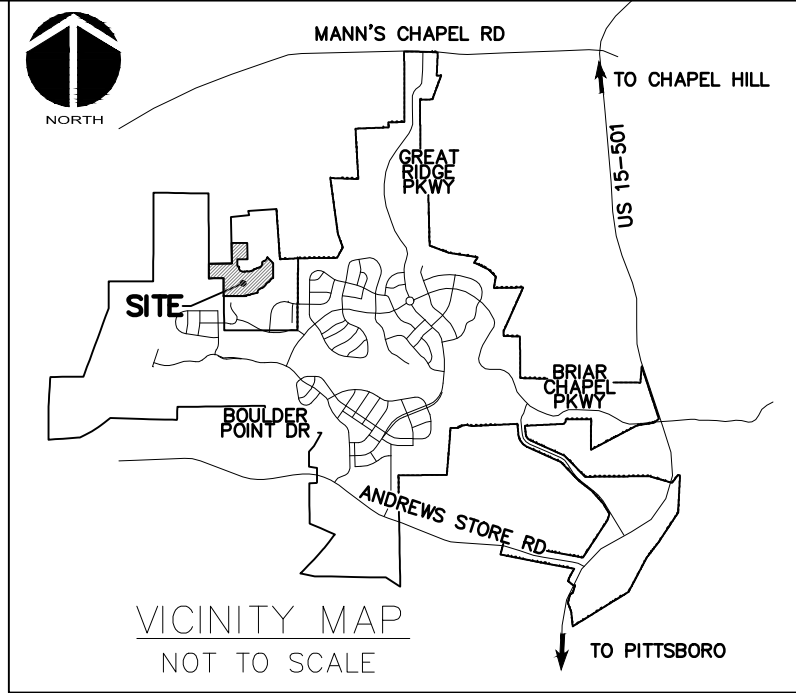 MANN'S CHAPEL RD
TO CHAPEL HILL
NORTH
US 15-501
GREAT
RIDGE
PKWY
SITE
BRIAR
CHAPEL
PKWY
BOULDER
POINT DR
ANDREWS STORE RD
VICINITY MAP
NOT TO SCALE
TO PITTSBORO